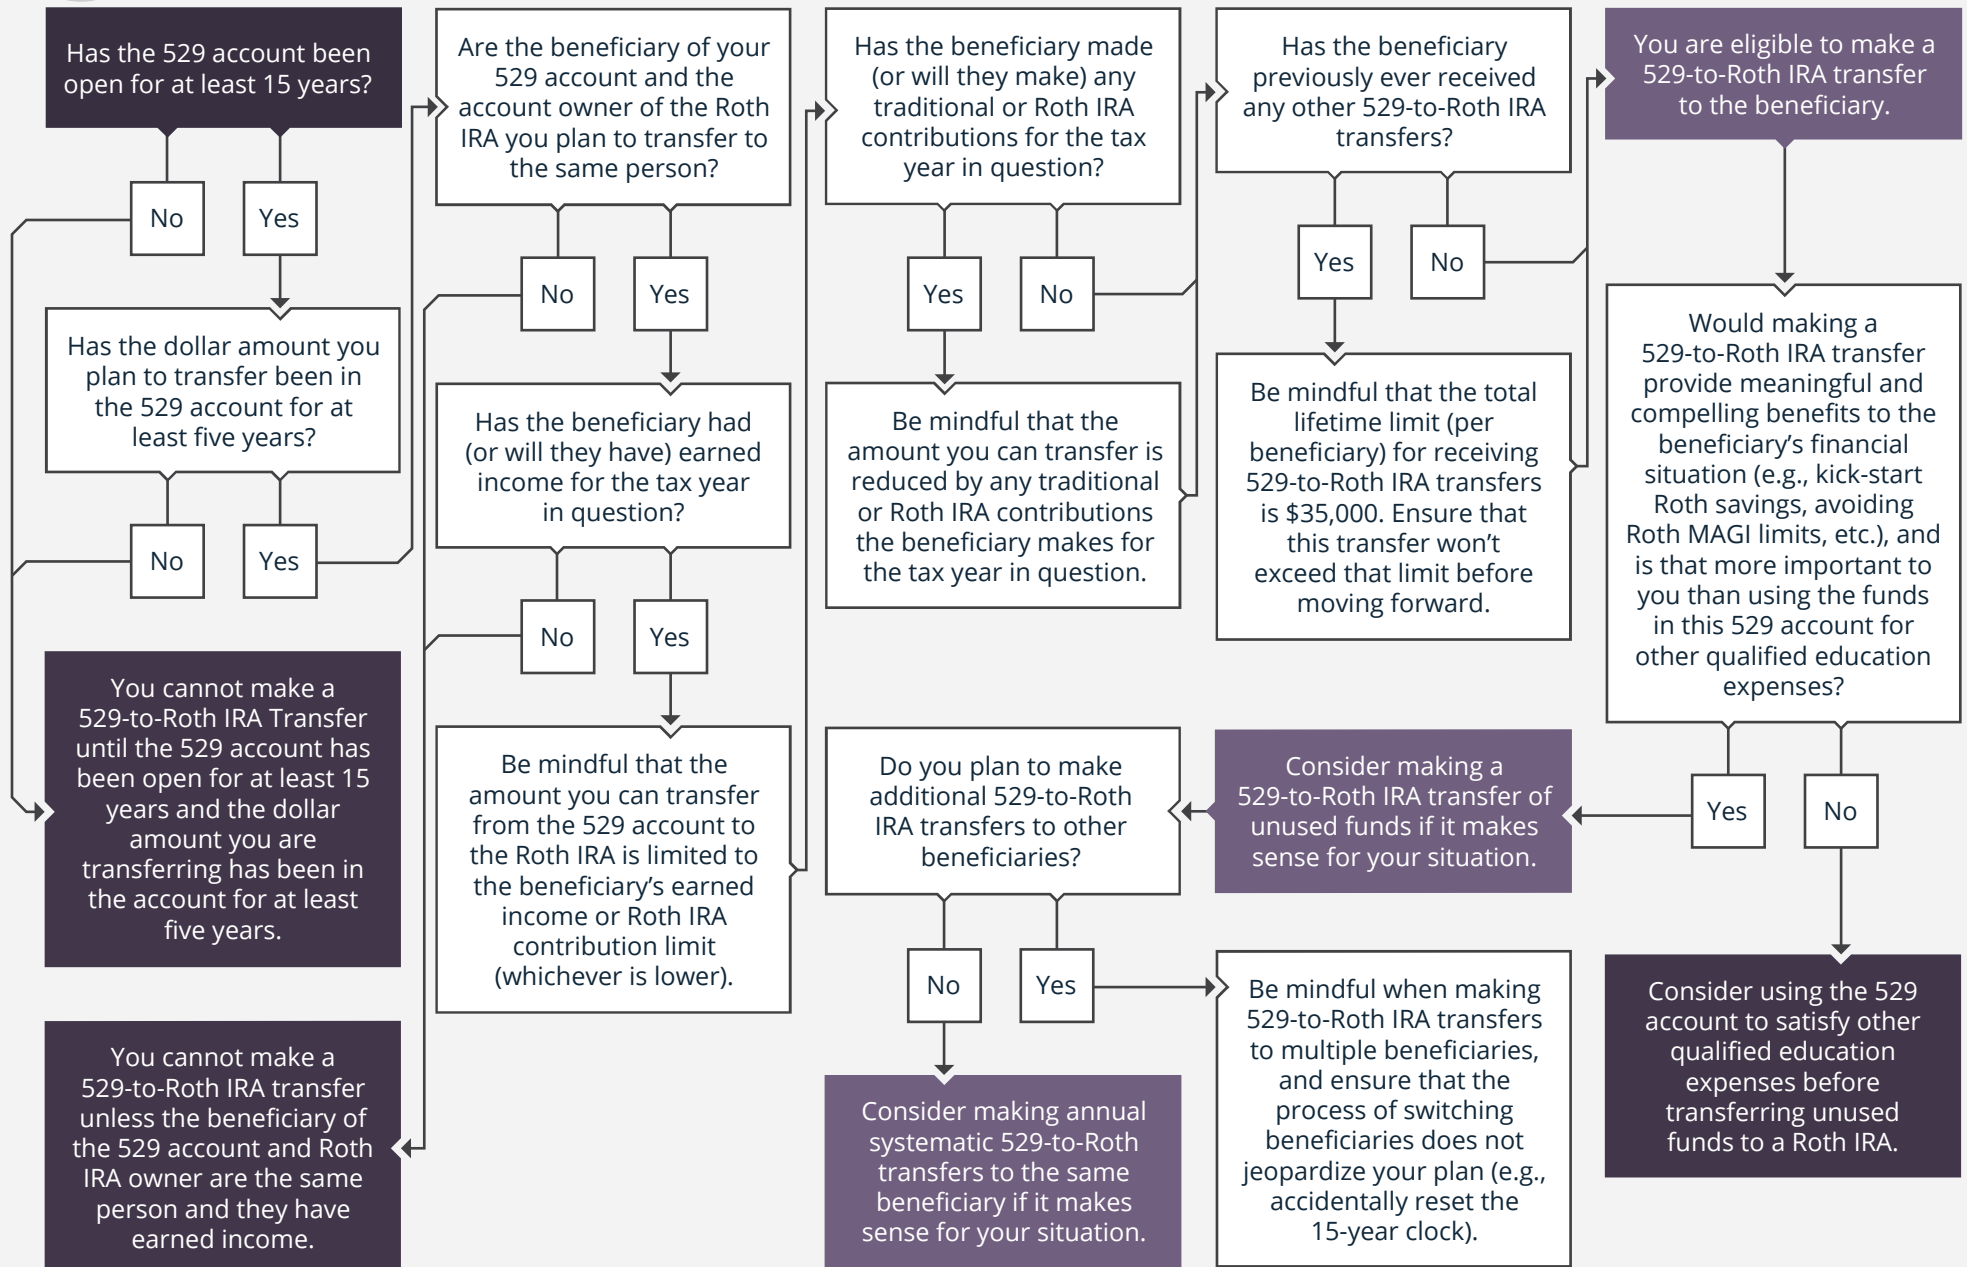 Has the 529 account been
open for at least 15 years?
No
Yes
Has the dollar amount you
plan to transfer been in
the 529 account for at
least five years?
No
Yes
You cannot make a
529-to-Roth IRA Transfer
until the 529 account has
been open for at least 15
years and the dollar
amount you are
transferring has been in
the account for at least
five years.
You cannot make a
529-to-Roth IRA transfer
unless the beneficiary of
the 529 account and Roth
IRA owner are the same
person and they have
earned income.
Are the beneficiary of your
529 account and the
account owner of the Roth
IRA you plan to transfer to
the same person?
No
Yes
Has the beneficiary had
(or will they have) earned
income for the tax year
in question?
No
Yes
Be mindful that the
amount you can transfer
from the 529 account to
the Roth IRA is limited to
the beneficiary's earned
income or Roth IRA
contribution limit
(whichever is lower).
Has the beneficiary made
(or will they make) any
traditional or Roth IRA
contributions for the tax
year in question?
Yes
No
Be mindful that the
amount you can transfer is
reduced by any traditional
or Roth IRA contributions
the beneficiary makes for
the tax year in question.
Has the beneficiary
previously ever received
any other 529-to-Roth IRA
transfers?
Yes
No
Be mindful that the total
lifetime limit (per
beneficiary) for receiving
529-to-Roth IRA transfers
is $35,000. Ensure that
this transfer won't
exceed that limit before
moving forward.
You are eligible to make a
529-to-Roth IRA transfer
to the beneficiary.
Would making a
529-to-Roth IRA transfer
provide meaningful and
compelling benefits to the
beneficiary's financial
situation (e.g., kick-start
Roth savings, avoiding
Roth MAGI limits, etc.), and
is that more important to
you than using the funds
in this 529 account for
other qualified education
expenses?
Yes
No
Consider making a
529-to-Roth IRA transfer of
unused funds if it makes
sense for your situation.
Do you plan to make
additional 529-to-Roth
IRA transfers to other
beneficiaries?
No
Yes
Consider making annual
systematic 529-to-Roth
transfers to the same
beneficiary if it makes
sense for your situation.
Be mindful when making
529-to-Roth IRA transfers
to multiple beneficiaries,
and ensure that the
process of switching
beneficiaries does not
jeopardize your plan (e.g.,
accidentally reset the
15-year clock).
Consider using the 529
account to satisfy other
qualified education
expenses before
transferring unused
funds to a Roth IRA.